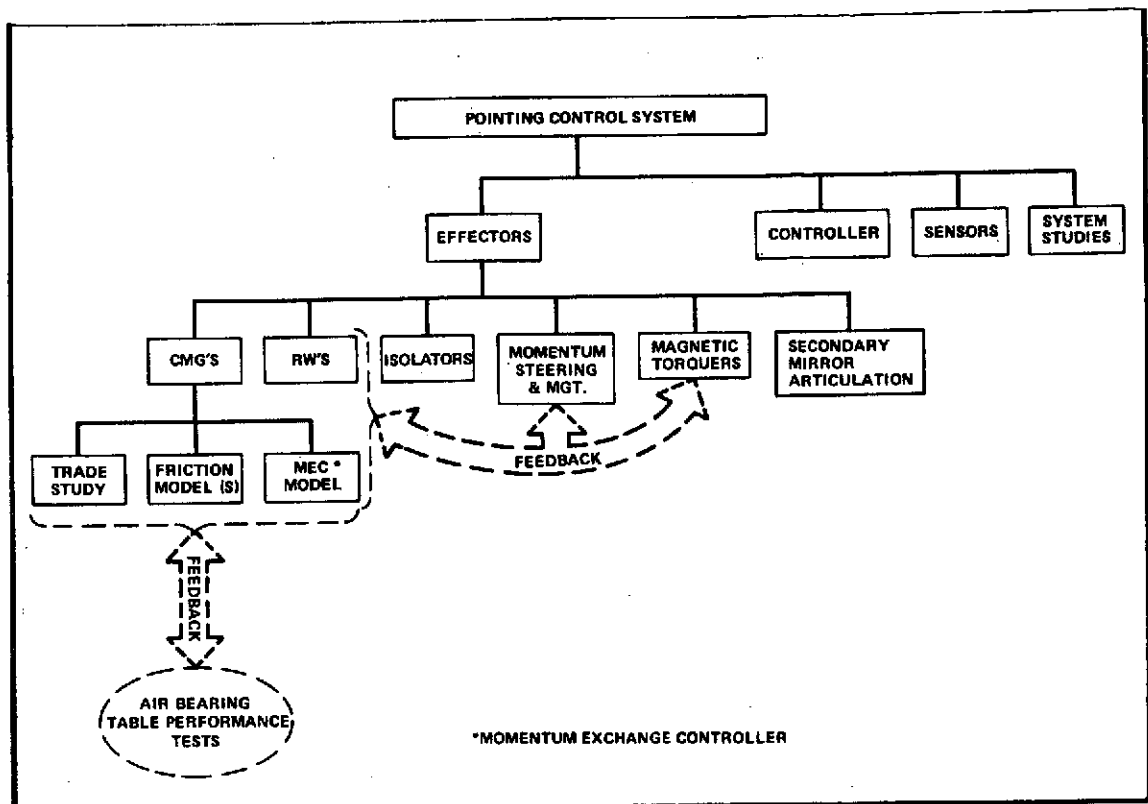 POINTING CONTROL SYSTEM
EFFECTORS
CONTROLLER
SENSORS
SYSTEM
STUDIES
CMG'S
RW'S
ISOLATORS
MOMENTUM
STEERING
& MGT.
MAGNETIC
TORQUERS
SECONDARY
MIRROR
ARTICULATION
TRADE
STUDY
FRICTION
MODEL (S)
MEC *
MODEL
FEEDBACK
FEEDBACK
AIR BEARING
TABLE PERFORMANCE
TESTS
*MOMENTUM EXCHANGE CONTROLLER